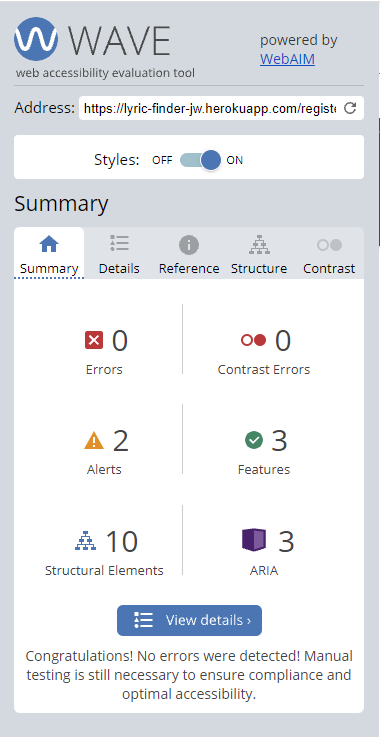 WAVE
web accessibility evaluation tool
powered by
WebAIM
Address: https://lyric-finder-jw.herokuapp.com/registe
Styles: OFF ON
Summary
Summary Details Reference Structure Contrast
0 0
Errors Contrast Errors
2 3
Alerts Features
10 3
Structural Elements ARIA
View details ›
Congratulations! No errors were detected! Manual
testing is still necessary to ensure compliance and
optimal accessibility.